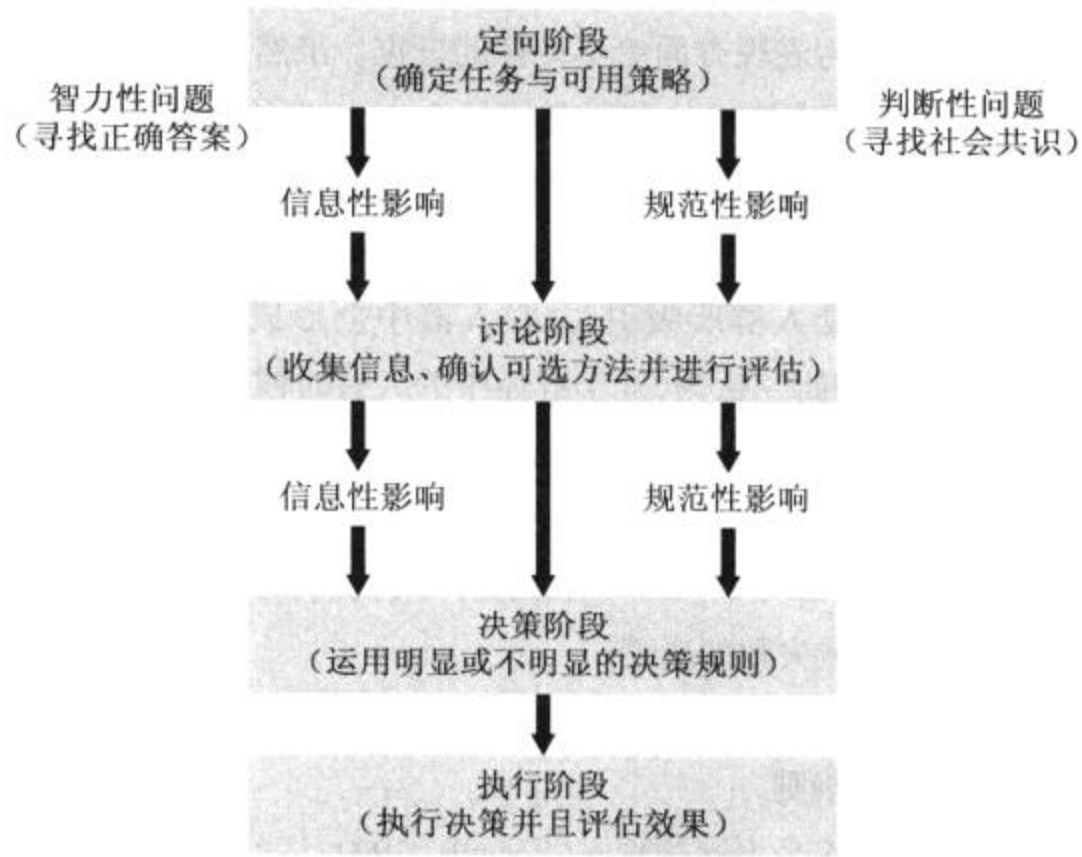 定向阶段
（确定任务与可用策略）
智力性问题
（寻找正确答案）
判断性问题
（寻找社会共识）
信息性影响
规范性影响
讨论阶段
（收集信息、确认可选方法并进行评估）
信息性影响
规范性影响
决策阶段
（运用明显或不明显的决策规则）
执行阶段
（执行决策并且评估效果）